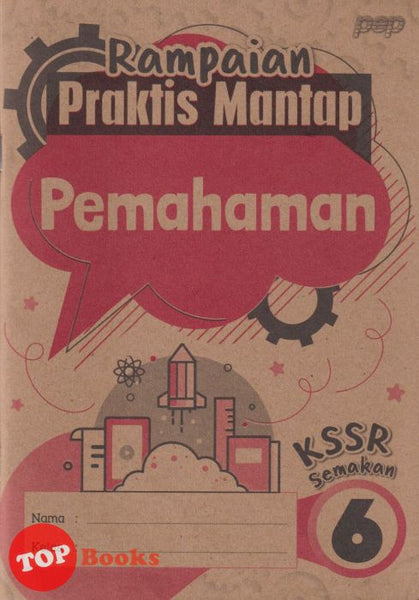 pep
Rampaian
Praktis Mantap
Pemahaman
KSSR
Semakan
6
Nama :
TOP Books